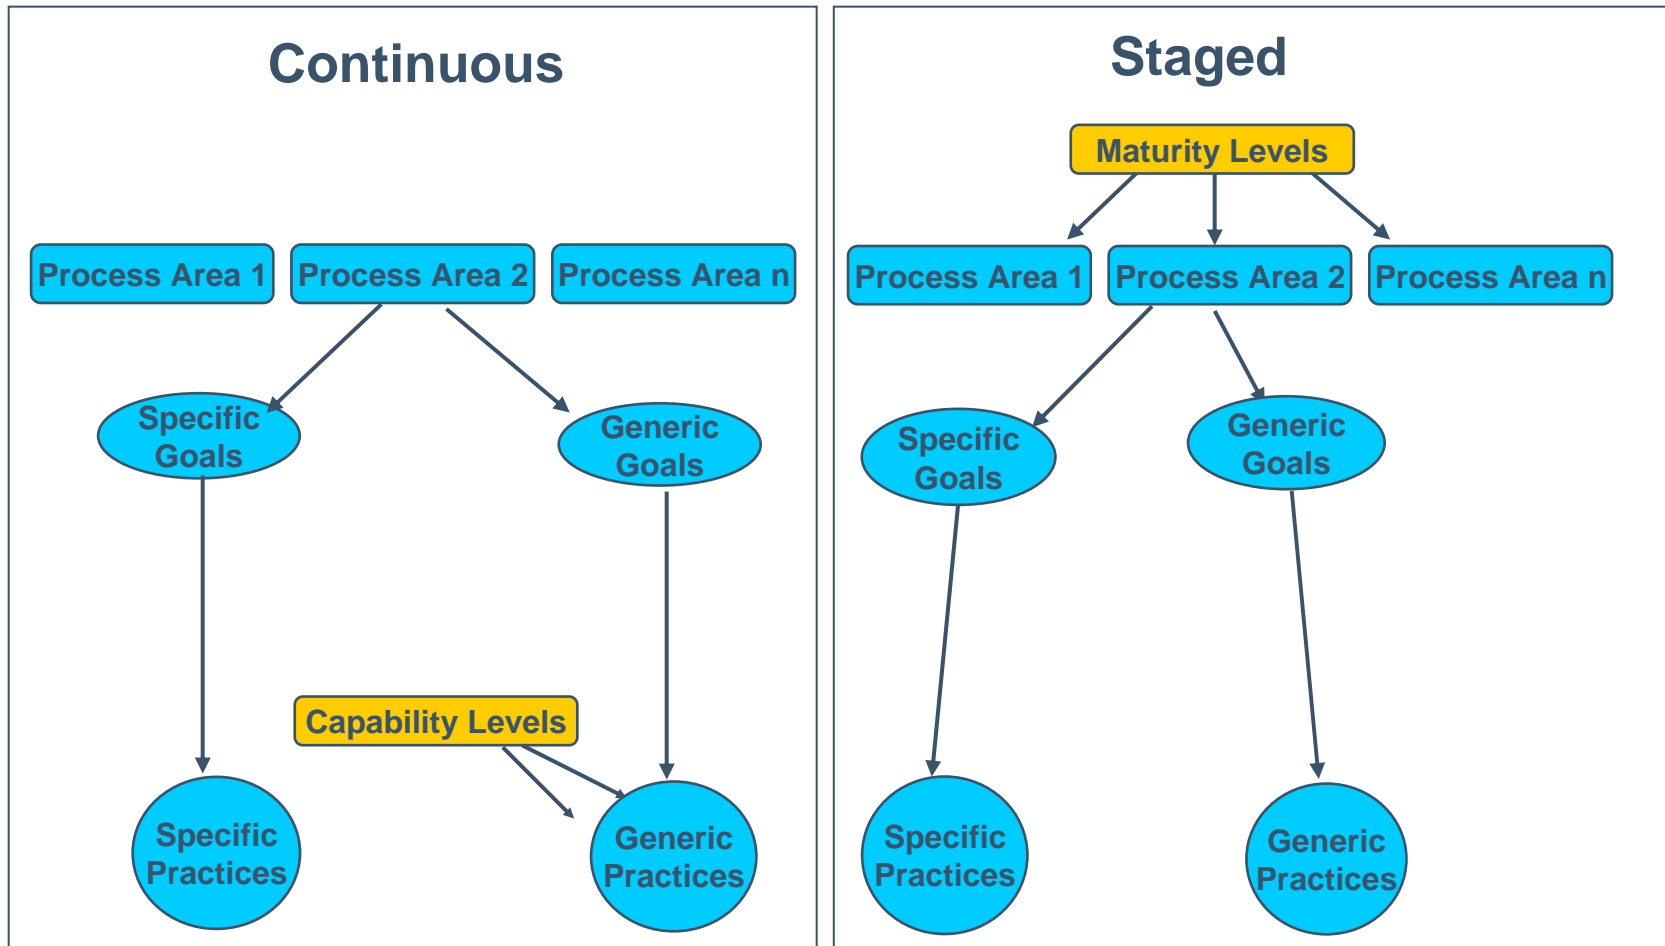 Continuous
Process Area 1
Process Area 2
Process Area n
Specific
Goals
Generic
Goals
Capability Levels
Specific
Practices
Generic
Practices
Staged
Maturity Levels
Process Area 1
Process Area 2
Process Area n
Specific
Goals
Generic
Goals
Specific
Practices
Generic
Practices